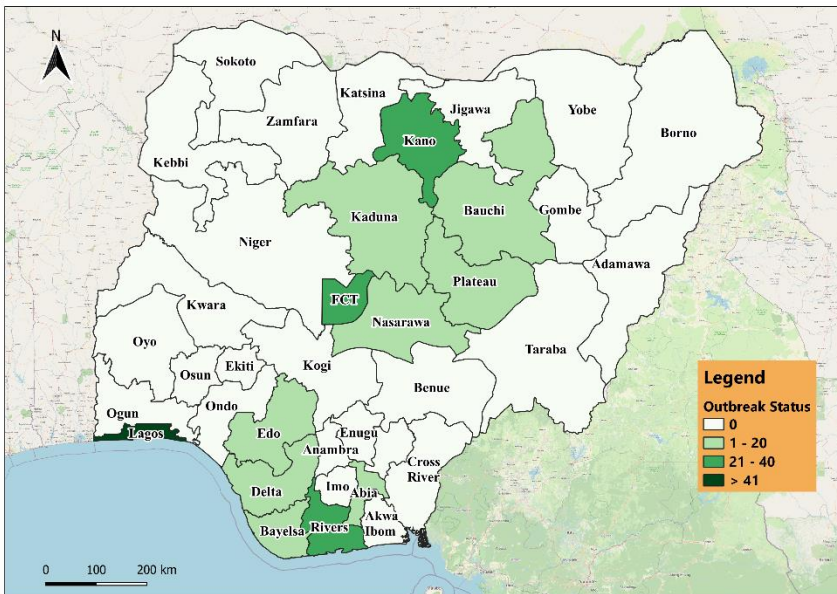 N
Sokoto
Katsina
Jigawa
Yobe
Zamfara
Borno
Kano
Kebbi
Kaduna
Bauchi
Gombe
Niger
Adamawa
Plateau
FCT
Kwara
Nasarawa
Oyo
Taraba
Ekiti
Kogi
Osun
Benue
Ogun
Ondo
Lagos
Edo
Enugu
Anambra
Cross
River
Delta
Imo
Abia
Akwa
Ibom
Bayelsa
Rivers
Legend
Outbreak Status
0
1 - 20
21 - 40
> 41
0 100 200 km